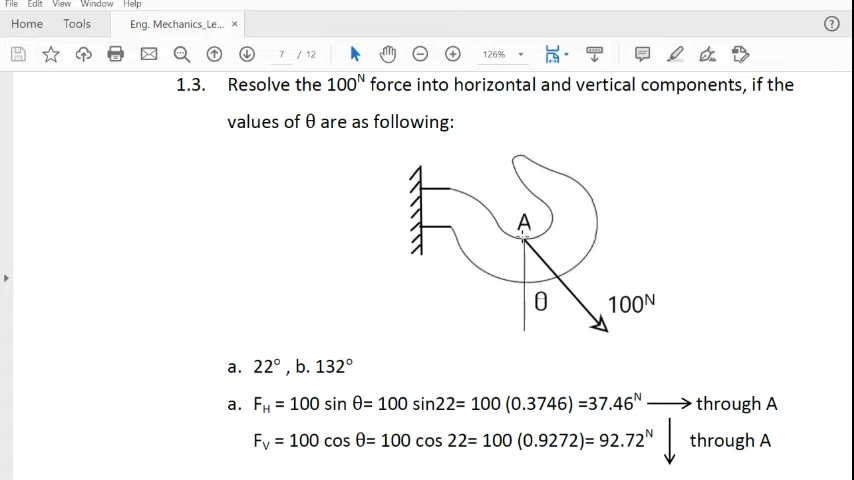 File Edit View Window Help
Home Tools Eng. Mechanics_Le... ×
7 / 12 126%
1.3. Resolve the 100ᴺ force into horizontal and vertical components, if the
values of θ are as following:
A
θ
100ᴺ
a. 22° , b. 132°
a. F_H = 100 sin θ= 100 sin22= 100 (0.3746) =37.46ᴺ → through A
F_V = 100 cos θ= 100 cos 22= 100 (0.9272)= 92.72ᴺ ↓ through A